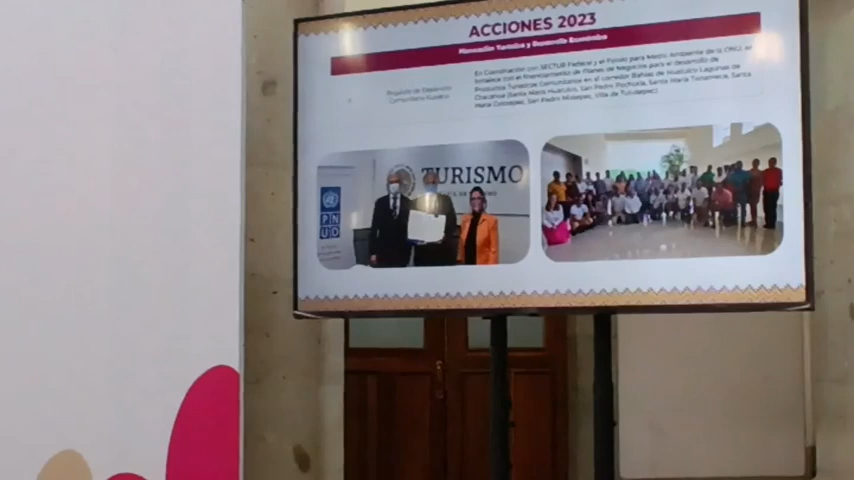 ACCIONES 2023
Planeación Turística y Desarrollo Económico
En Coordinación con SECTUR Federal y el Fondo para Medio Ambiente de la ONU, se
fortalece con el financiamiento de Planes de Negocios para el desarrollo de
Productos Turísticos Comunitarios en el corredor Bahías de Huatulco Lagunas de
Chacahua (Santa María Huatulco, San Pedro Pochutla, Santa María Tonameca, Santa
María Colotepec, San Pedro Mixtepec, Villa de Tututepec)
Proyecto de Desarrollo
Comunitario
TURISMO
PN
UD